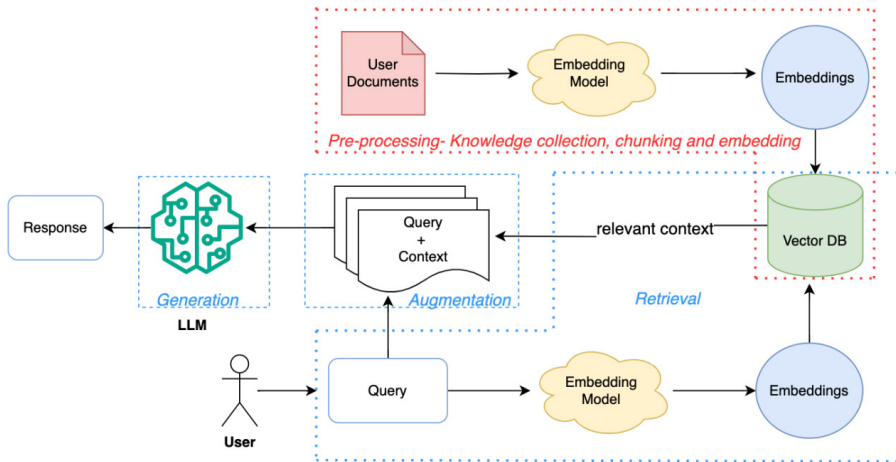 User
Documents
Embedding
Model
Embeddings
Pre-processing- Knowledge collection, chunking and embedding
Response
Generation
LLM
Query
+
Context
Augmentation
relevant context
Vector DB
Retrieval
User
Query
Embedding
Model
Embeddings